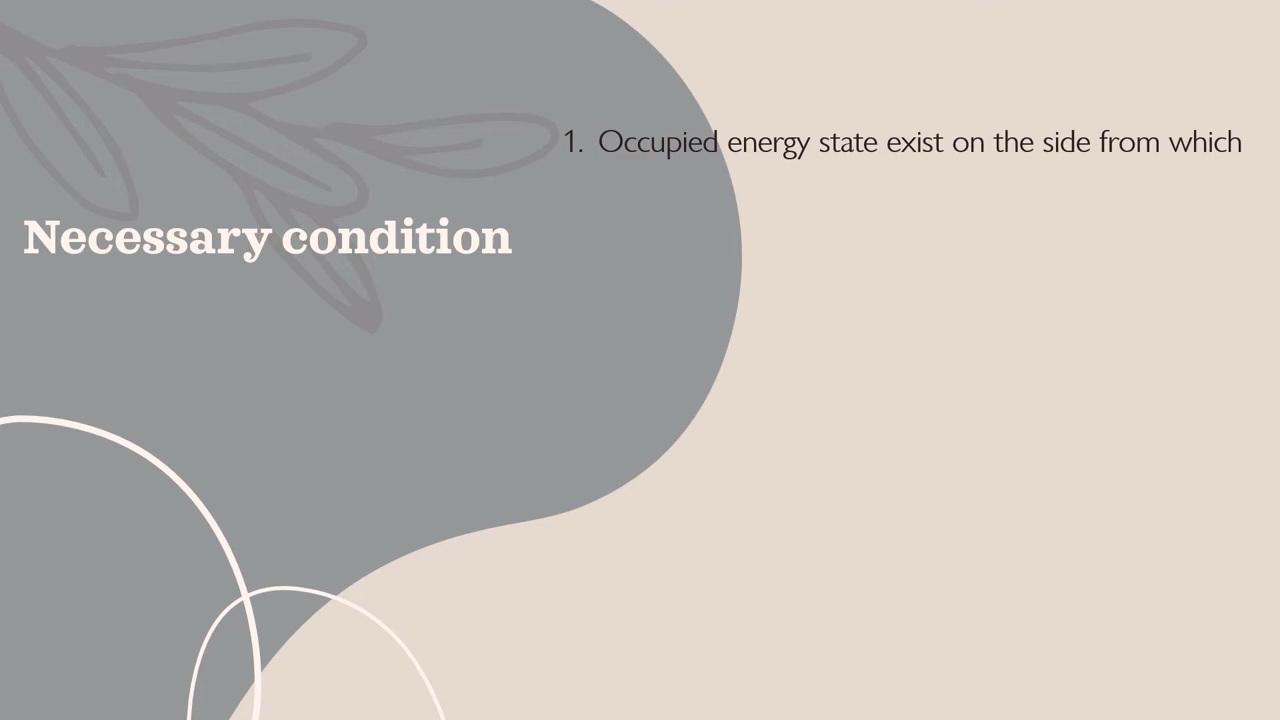 Necessary condition
1. Occupied energy state exist on the side from which